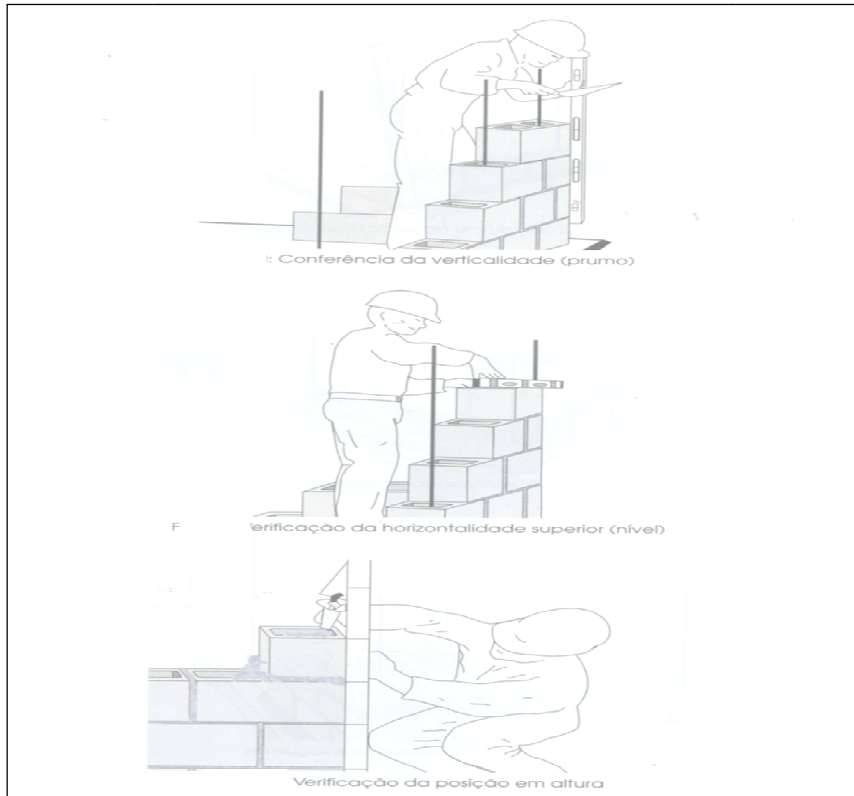 : Conferência da verticalidade (prumo)
F erificação da horizontalidade superior (nível)
Verificação da posição em altura